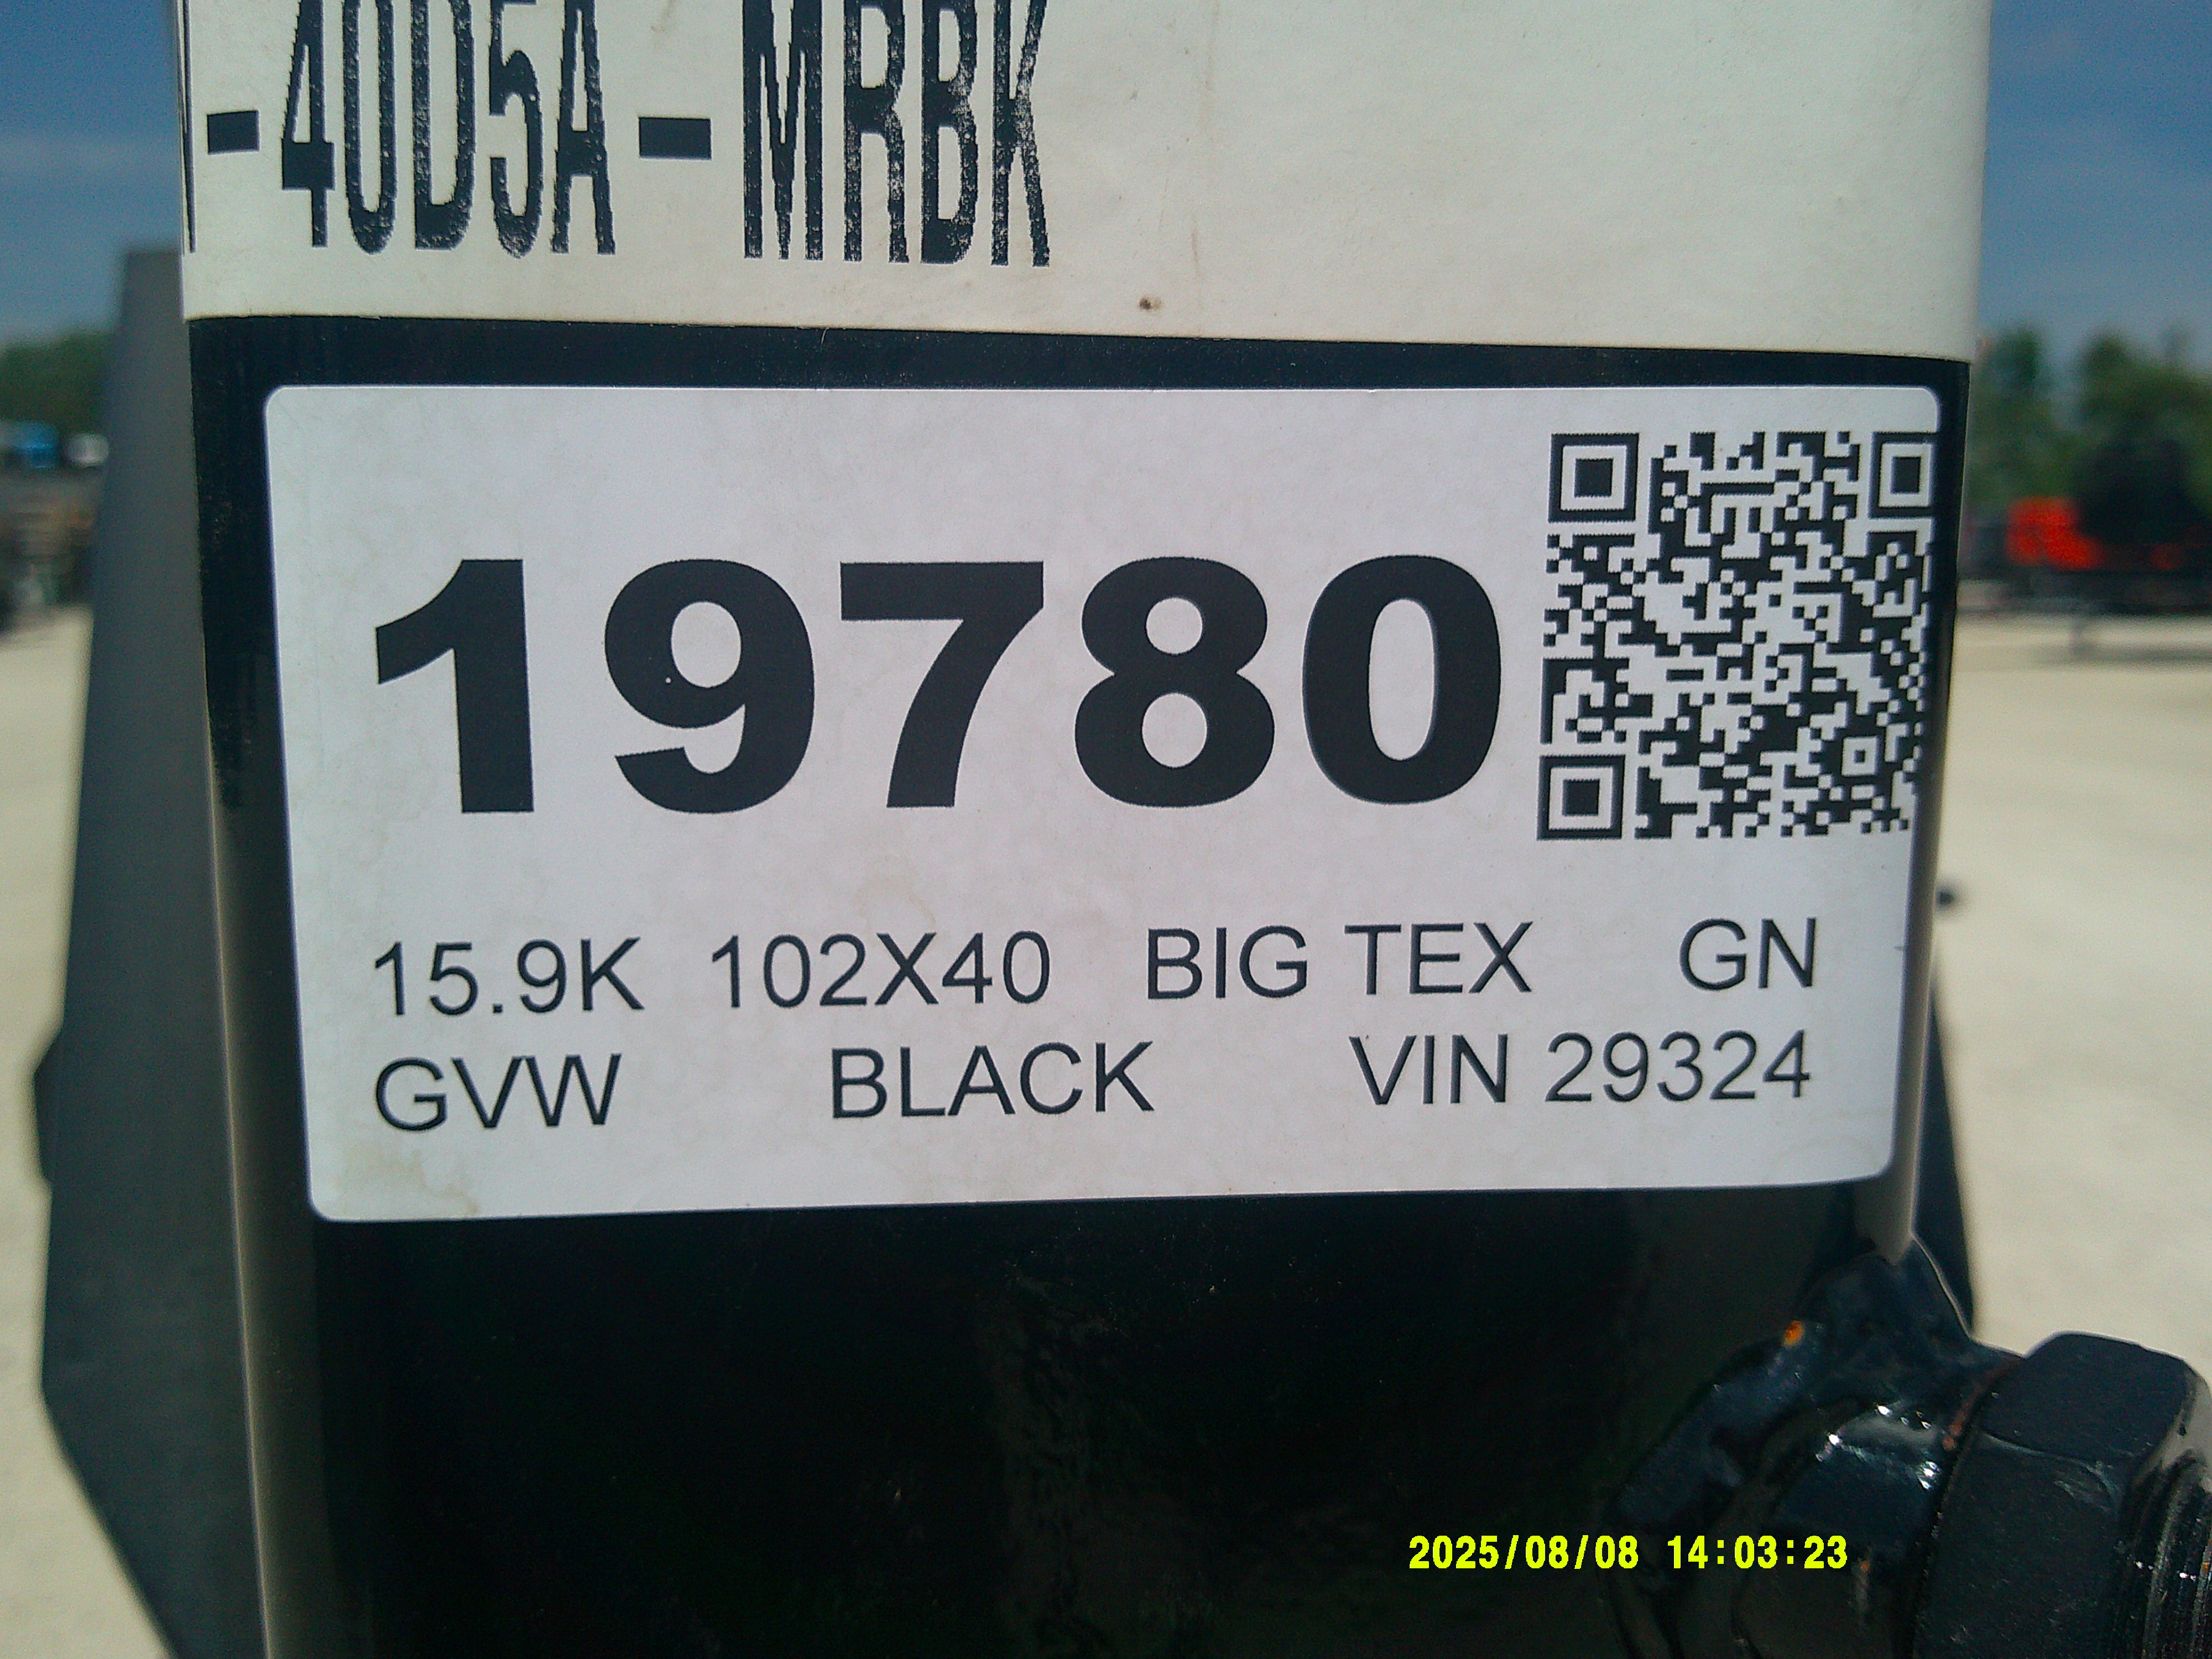 -40D5A-MRBK
19780
15.9K 102X40 BIG TEX GN
GVW BLACK VIN 29324
2025/08/08 14:03:23